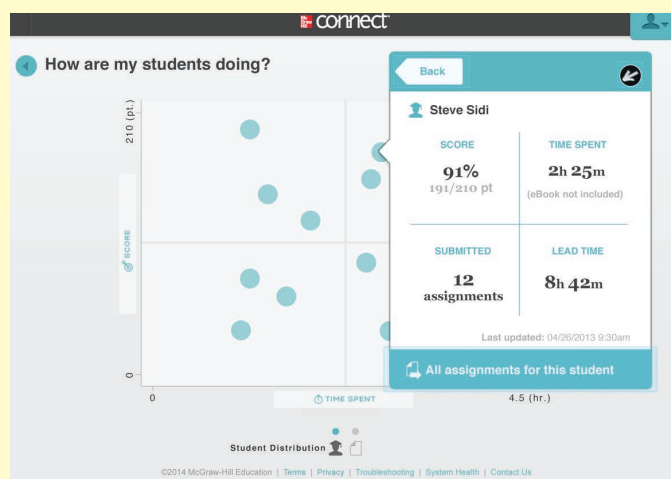 Mc Graw Hill connect
How are my students doing?
Back
Steve Sidi
SCORE
91%
191/210 pt
TIME SPENT
2h 25m
(eBook not included)
SUBMITTED
12
assignments
LEAD TIME
8h 42m
Last updated: 04/26/2013 9:30am
All assignments for this student
210 (pt.)
SCORE
0
0
TIME SPENT
4.5 (hr.)
Student Distribution
©2014 McGraw-Hill Education | Terms | Privacy | Troubleshooting | System Health | Contact Us